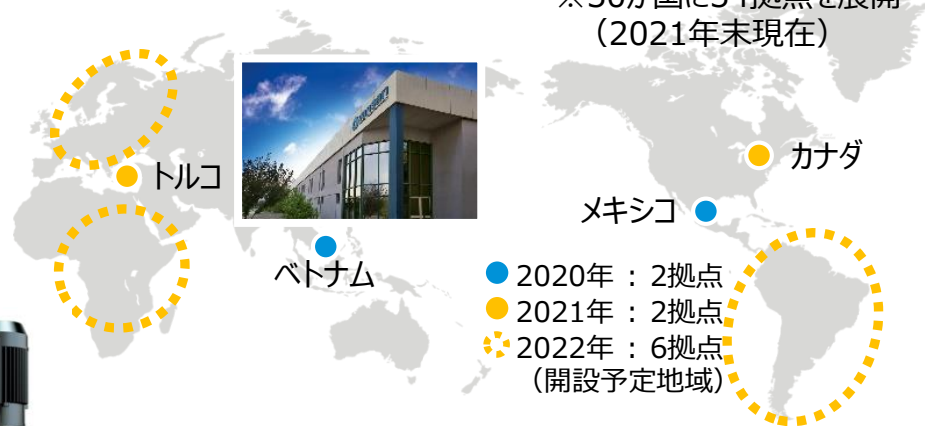 （2021年末現在）
カナダ
トルコ
メキシコ
ベトナム
2020年 : 2拠点
2021年 : 2拠点
2022年 : 6拠点
（開設予定地域）